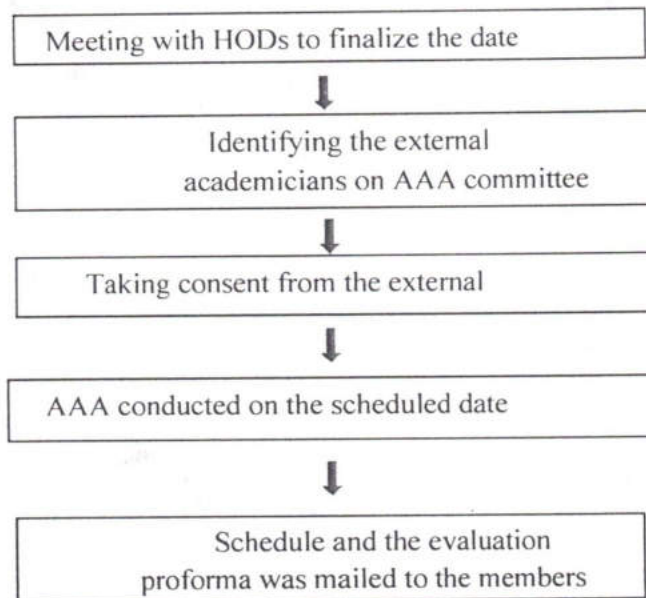 Meeting with HODs to finalize the date
Identifying the external
academicians on AAA committee
Taking consent from the external
AAA conducted on the scheduled date
Schedule and the evaluation
proforma was mailed to the members